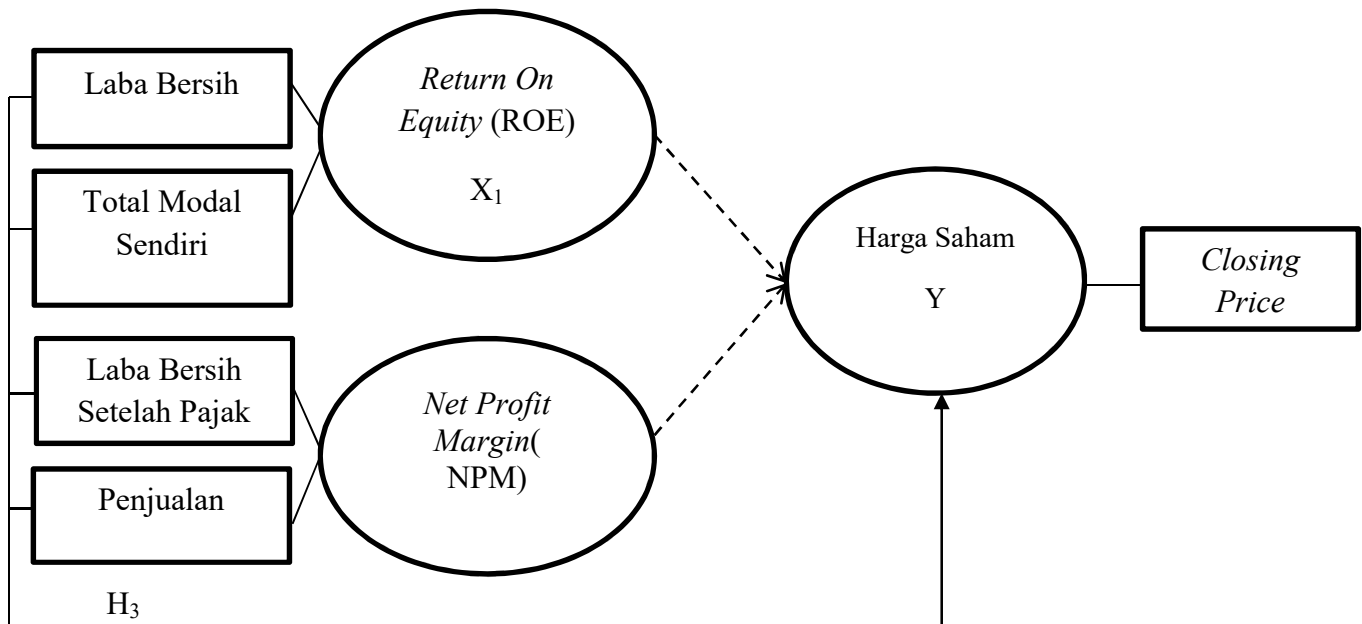 Laba Bersih
Total Modal
Sendiri
Laba Bersih
Setelah Pajak
Penjualan
H₃
Return On
Equity (ROE)
X₁
Net Profit
Margin(
NPM)
Harga Saham
Y
Closing
Price